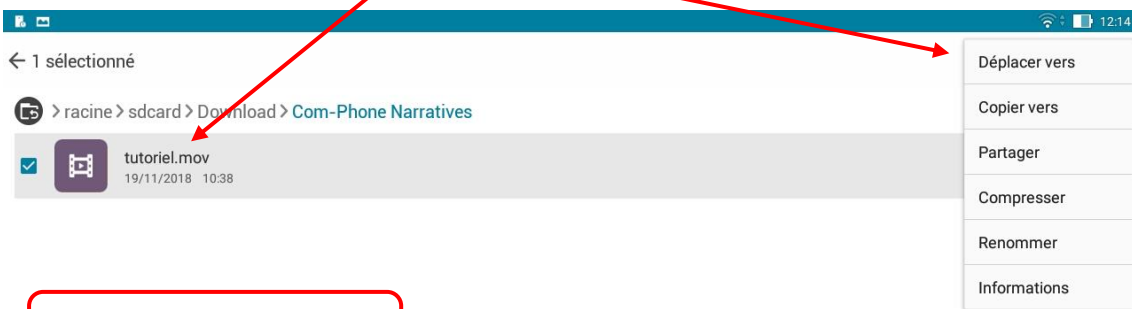 12:14
1 sélectionné
> racine > sdcard > Download > Com-Phone Narratives
tutoriel.mov
19/11/2018 10:38
Déplacer vers
Copier vers
Partager
Compresser
Renommer
Informations